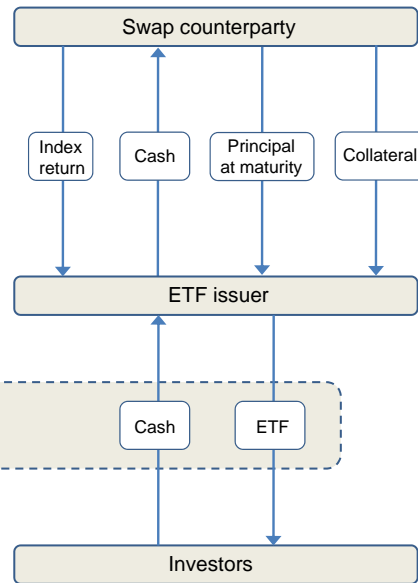 Swap counterparty
Index
return
Cash
Principal
at maturity
Collateral
ETF issuer
Cash
ETF
Investors